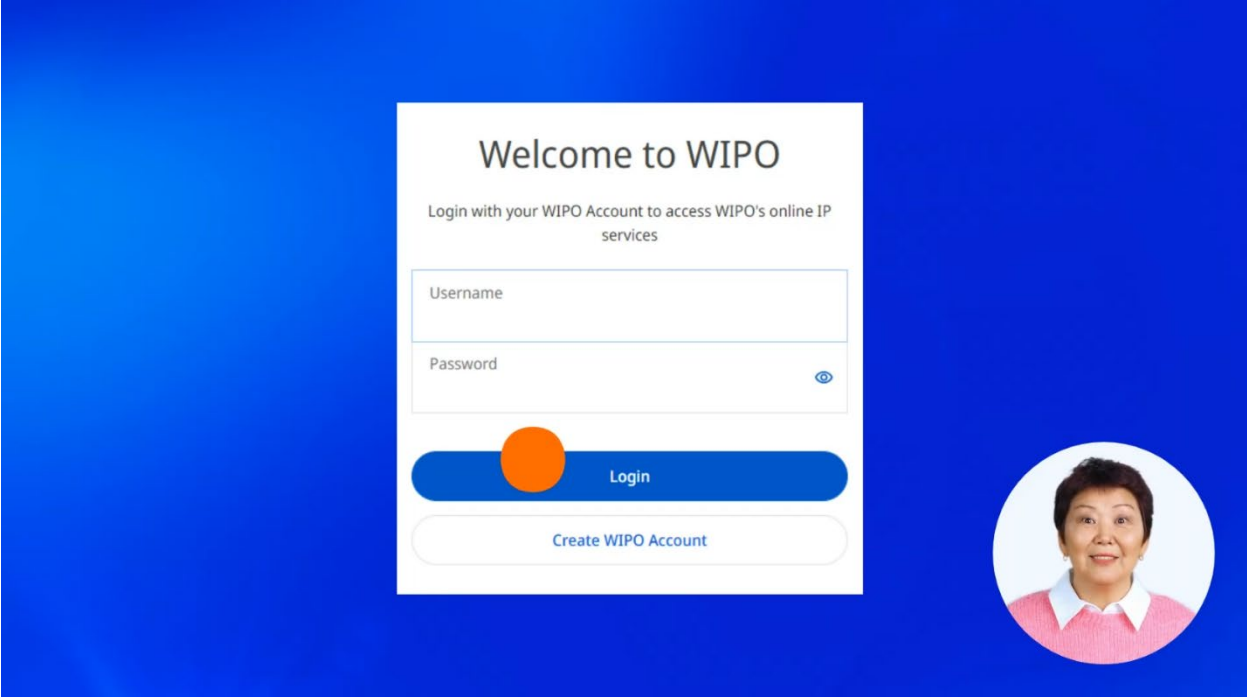 Welcome to WIPO
Login with your WIPO Account to access WIPO's online IP
services
Username
Password
Login
Create WIPO Account